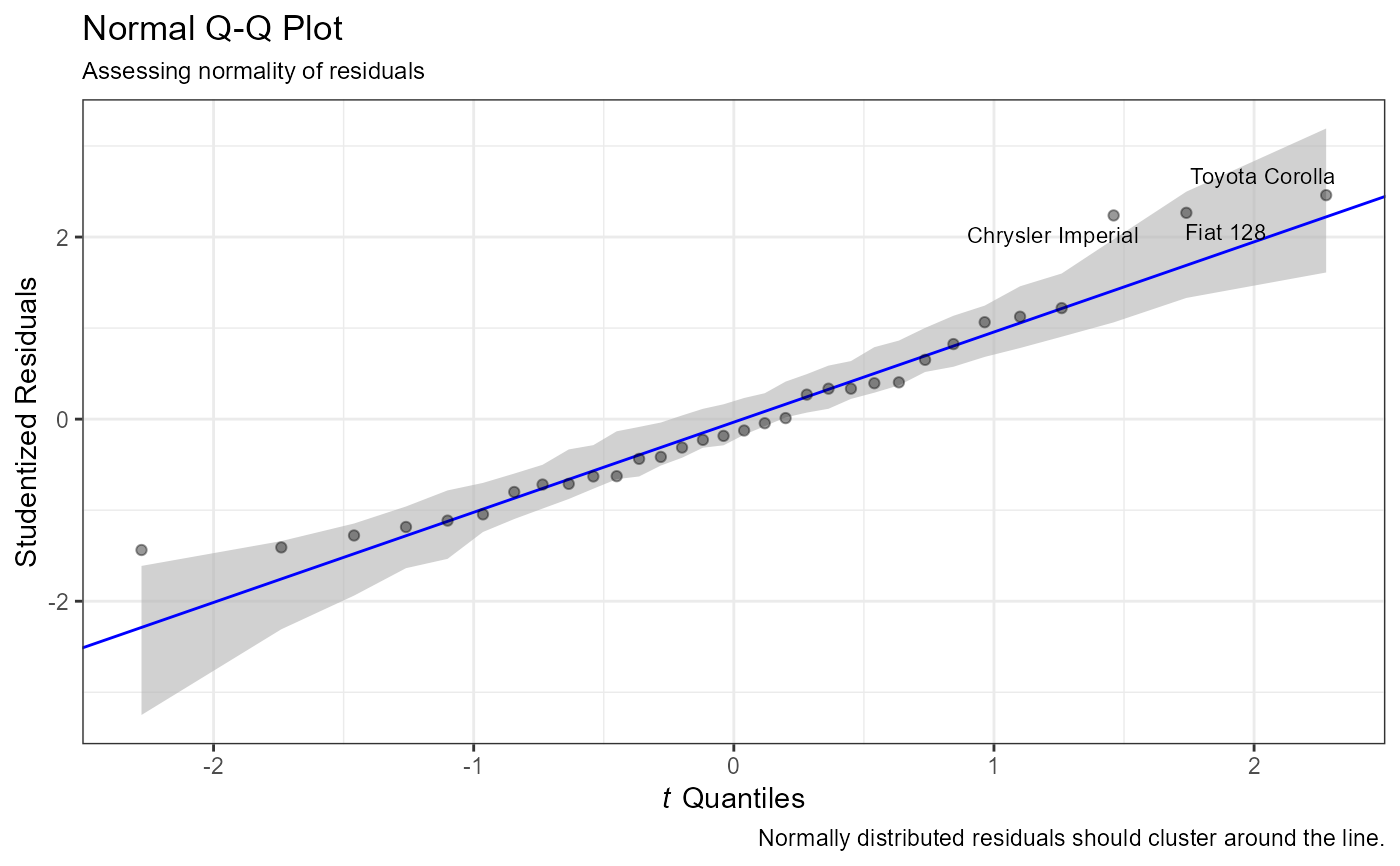 Normal Q-Q Plot
Assessing normality of residuals
Studentized Residuals
2
0
-2
Toyota Corolla
Chrysler Imperial
Fiat 128
-2
-1
0
1
2
t Quantiles
Normally distributed residuals should cluster around the line.